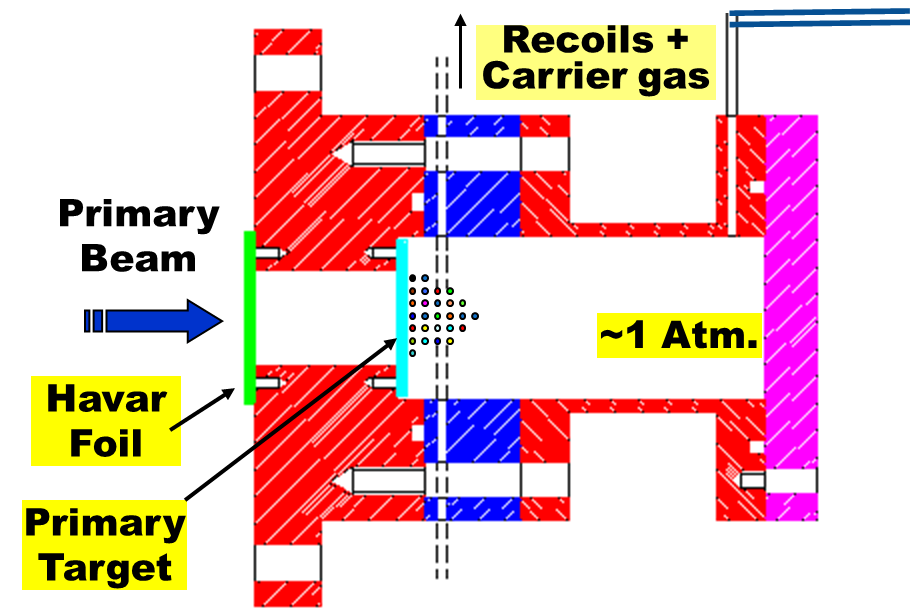 Recoils +
Carrier gas
Primary
Beam
~1 Atm.
Havar
Foil
Primary
Target